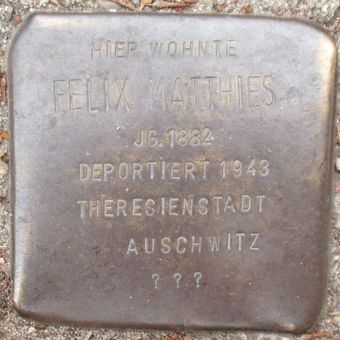 HIER WOHNTE
FELIX MATTHIES
JG. 1882
DEPORTIERT 1943
THERESIENSTADT
AUSCHWITZ
? ? ?